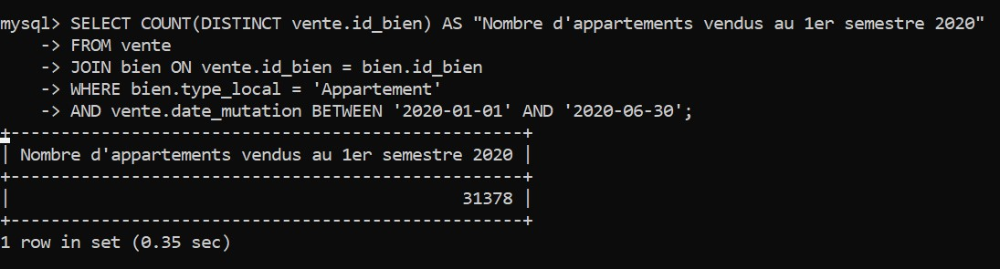 mysql> SELECT COUNT(DISTINCT vente.id_bien) AS "Nombre d'appartements vendus au 1er semestre 2020"
    -> FROM vente
    -> JOIN bien ON vente.id_bien = bien.id_bien
    -> WHERE bien.type_local = 'Appartement'
    -> AND vente.date_mutation BETWEEN '2020-01-01' AND '2020-06-30';
+---------------------------------------------------+
| Nombre d'appartements vendus au 1er semestre 2020 |
+---------------------------------------------------+
|                                             31378 |
+---------------------------------------------------+
1 row in set (0.35 sec)